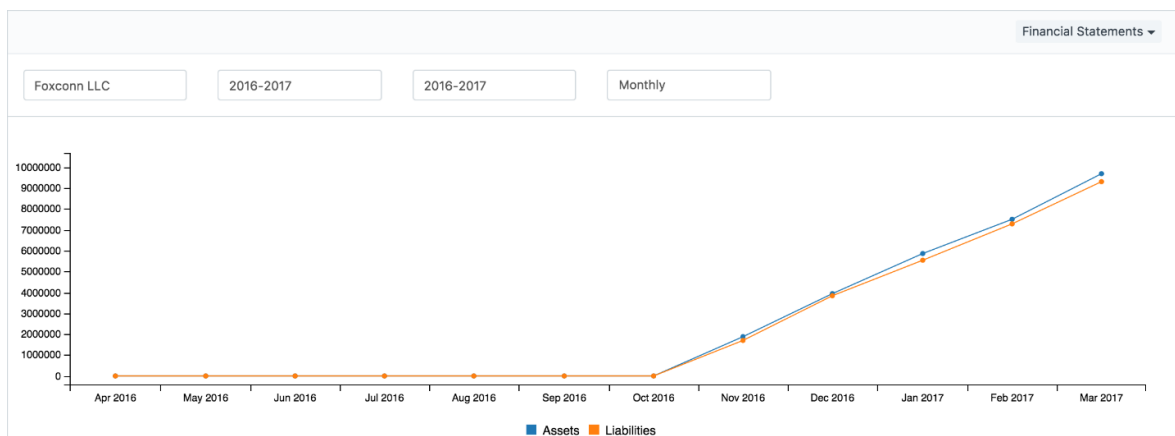 Financial Statements
Foxconn LLC 2016-2017 2016-2017 Monthly
10000000
9000000
8000000
7000000
6000000
5000000
4000000
3000000
2000000
1000000
0
Apr 2016 May 2016 Jun 2016 Jul 2016 Aug 2016 Sep 2016 Oct 2016 Nov 2016 Dec 2016 Jan 2017 Feb 2017 Mar 2017
Assets Liabilities